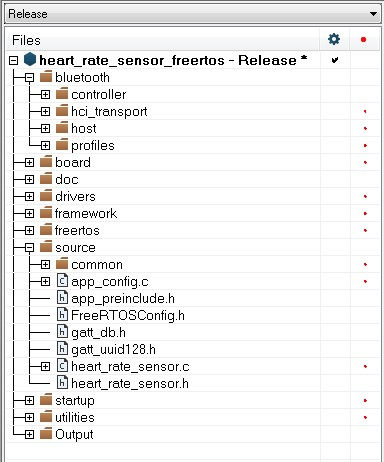 Release
Files
heart_rate_sensor_freertos - Release *
bluetooth
controller
hci_transport
host
profiles
board
doc
drivers
framework
freertos
source
common
app_config.c
app_preinclude.h
FreeRTOSConfig.h
gatt_db.h
gatt_uuid128.h
heart_rate_sensor.c
heart_rate_sensor.h
startup
utilities
Output